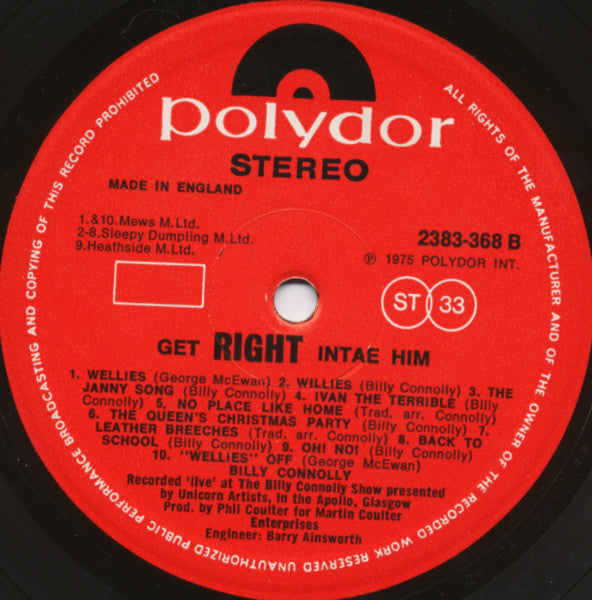 polydor
STEREO
MADE IN ENGLAND
1.&10. Mews M.Ltd.
2-8. Sleepy Dumpling M.Ltd.
9. Heathside M.Ltd.
2383-368 B
℗ 1975 POLYDOR INT.
ST 33
GET RIGHT INTAE HIM
1. WELLIES (George McEwan) 2. WILLIES (Billy Connolly) 3. THE
JANNY SONG (Billy Connolly) 4. IVAN THE TERRIBLE (Billy
Connolly) 5. NO PLACE LIKE HOME (Trad. arr. Connolly)
6. THE QUEEN'S CHRISTMAS PARTY (Billy Connolly) 7.
LEATHER BREECHES (Trad. arr. Connolly) 8. BACK TO
SCHOOL (Billy Connolly) 9. OH! NO! (Billy Connolly)
10. "WELLIES" OFF (George McEwan)
BILLY CONNOLLY
Recorded 'live' at The Billy Connolly Show presented
by Unicorn Artists, in the Apollo, Glasgow
Prod. by Phil Coulter for Martin Coulter
Enterprises
Engineer: Barry Ainsworth
ALL RIGHTS OF THE MANUFACTURER AND OF THE OWNER OF THE RECORDED WORK RESERVED UNAUTHORIZED PUBLIC PERFORMANCE BROADCASTING AND COPYING OF THIS RECORD PROHIBITED